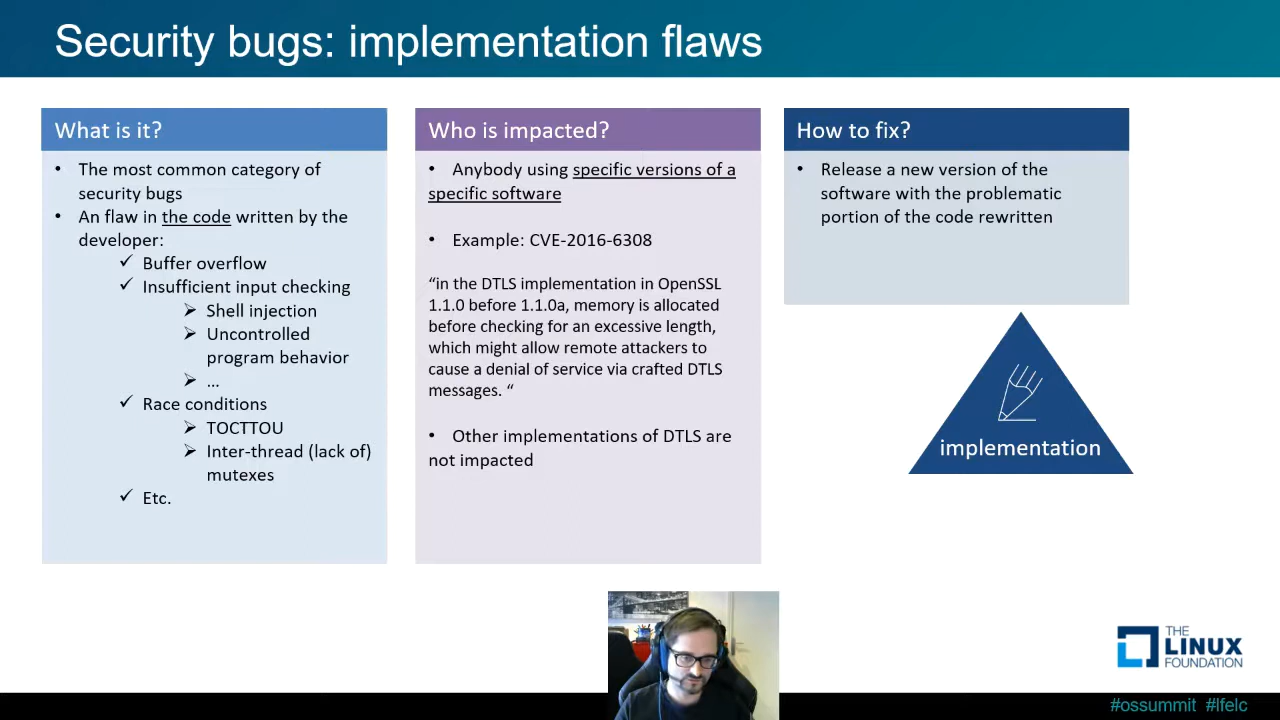 Security bugs: implementation flaws
What is it?
• The most common category of
security bugs
• An flaw in the code written by the
developer:
✓ Buffer overflow
✓ Insufficient input checking
➢ Shell injection
➢ Uncontrolled
program behavior
➢ ...
✓ Race conditions
➢ TOCTTOU
➢ Inter-thread (lack of)
mutexes
✓ Etc.
Who is impacted?
• Anybody using specific versions of a
specific software
• Example: CVE-2016-6308
“in the DTLS implementation in OpenSSL
1.1.0 before 1.1.0a, memory is allocated
before checking for an excessive length,
which might allow remote attackers to
cause a denial of service via crafted DTLS
messages. “
• Other implementations of DTLS are
not impacted
How to fix?
• Release a new version of the
software with the problematic
portion of the code rewritten
implementation
THE
LINUX
FOUNDATION
#ossummit #lfelc